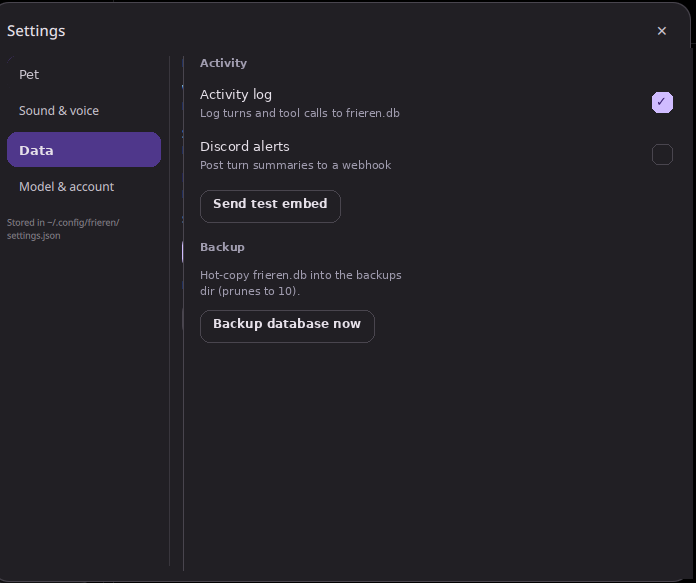 Settings
✕
Pet
Sound & voice
Data
Model & account
Stored in ~/.config/frieren/
settings.json
Activity
Activity log
Log turns and tool calls to frieren.db
✓
Discord alerts
Post turn summaries to a webhook
Send test embed
Backup
Hot-copy frieren.db into the backups
dir (prunes to 10).
Backup database now